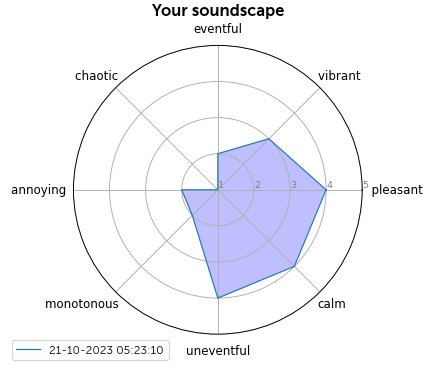 Your soundscape
eventful
chaotic
vibrant
annoying
1
2
3
4
5
pleasant
monotonous
calm
21-10-2023 05:23:10
uneventful